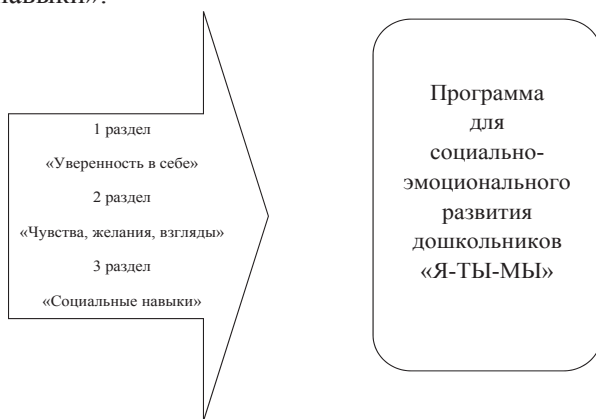 навыки».
1 раздел
«Уверенность в себе»
2 раздел
«Чувства, желания, взгляды»
3 раздел
«Социальные навыки»
Программа
для
социально-
эмоционального
развития
дошкольников
«Я-ТЫ-МЫ»